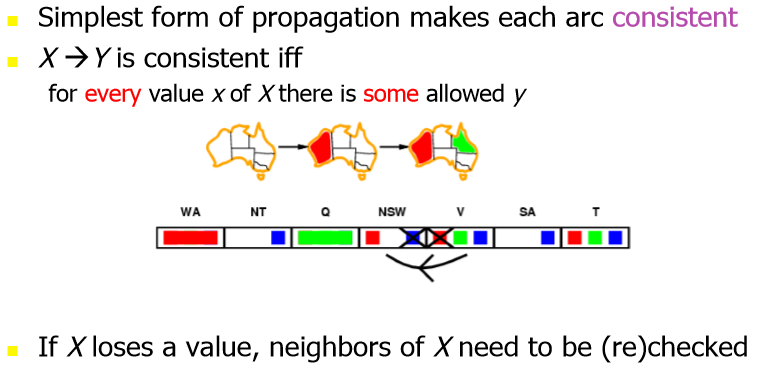 Simplest form of propagation makes each arc consistent
X → Y is consistent iff
for every value x of X there is some allowed y
WA NT Q NSW V SA T
If X loses a value, neighbors of X need to be (re)checked